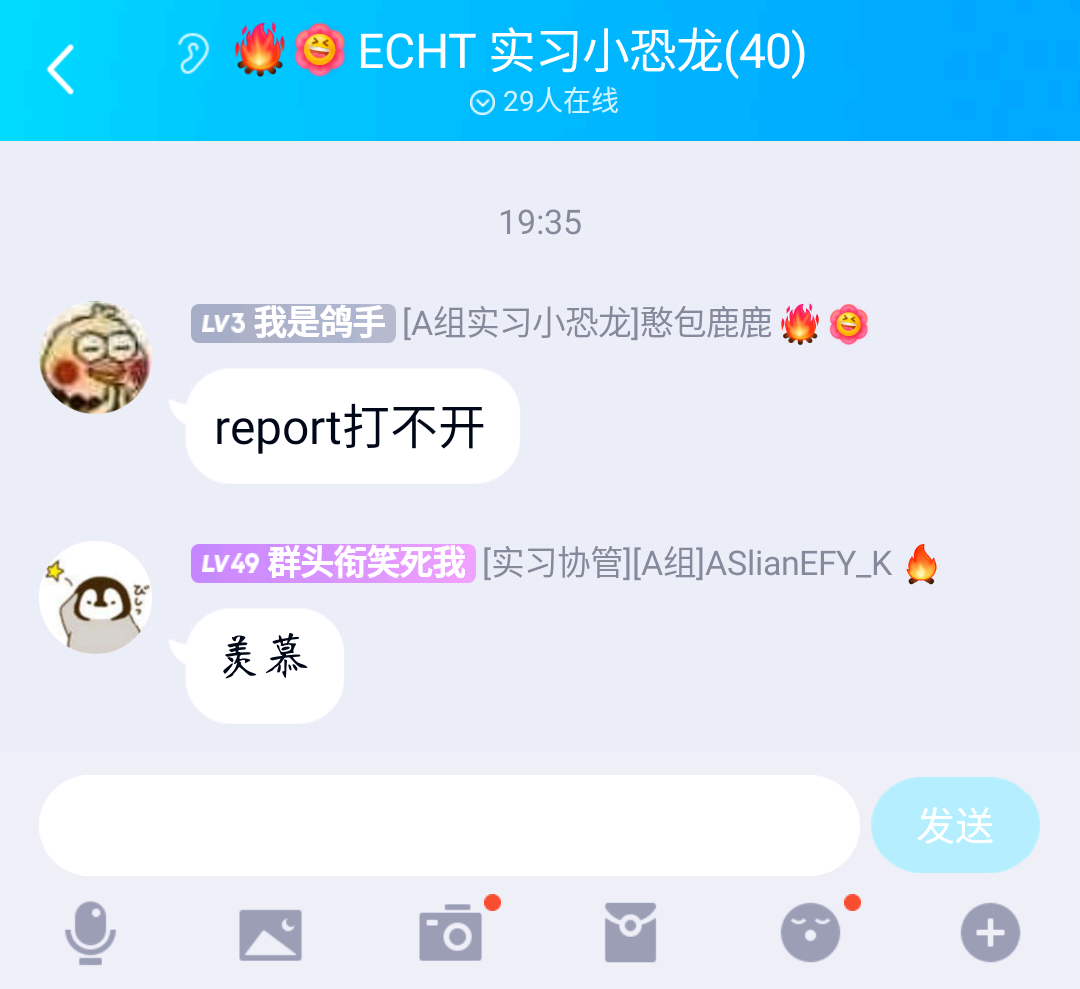 ECHT 实习小恐龙(40)
29人在线
19:35
LV3 我是鸽手 [A组实习小恐龙]憨包鹿鹿
report打不开
LV49 群头衔笑死我 [实习协管][A组]ASlianEFY_K
羡慕
发送